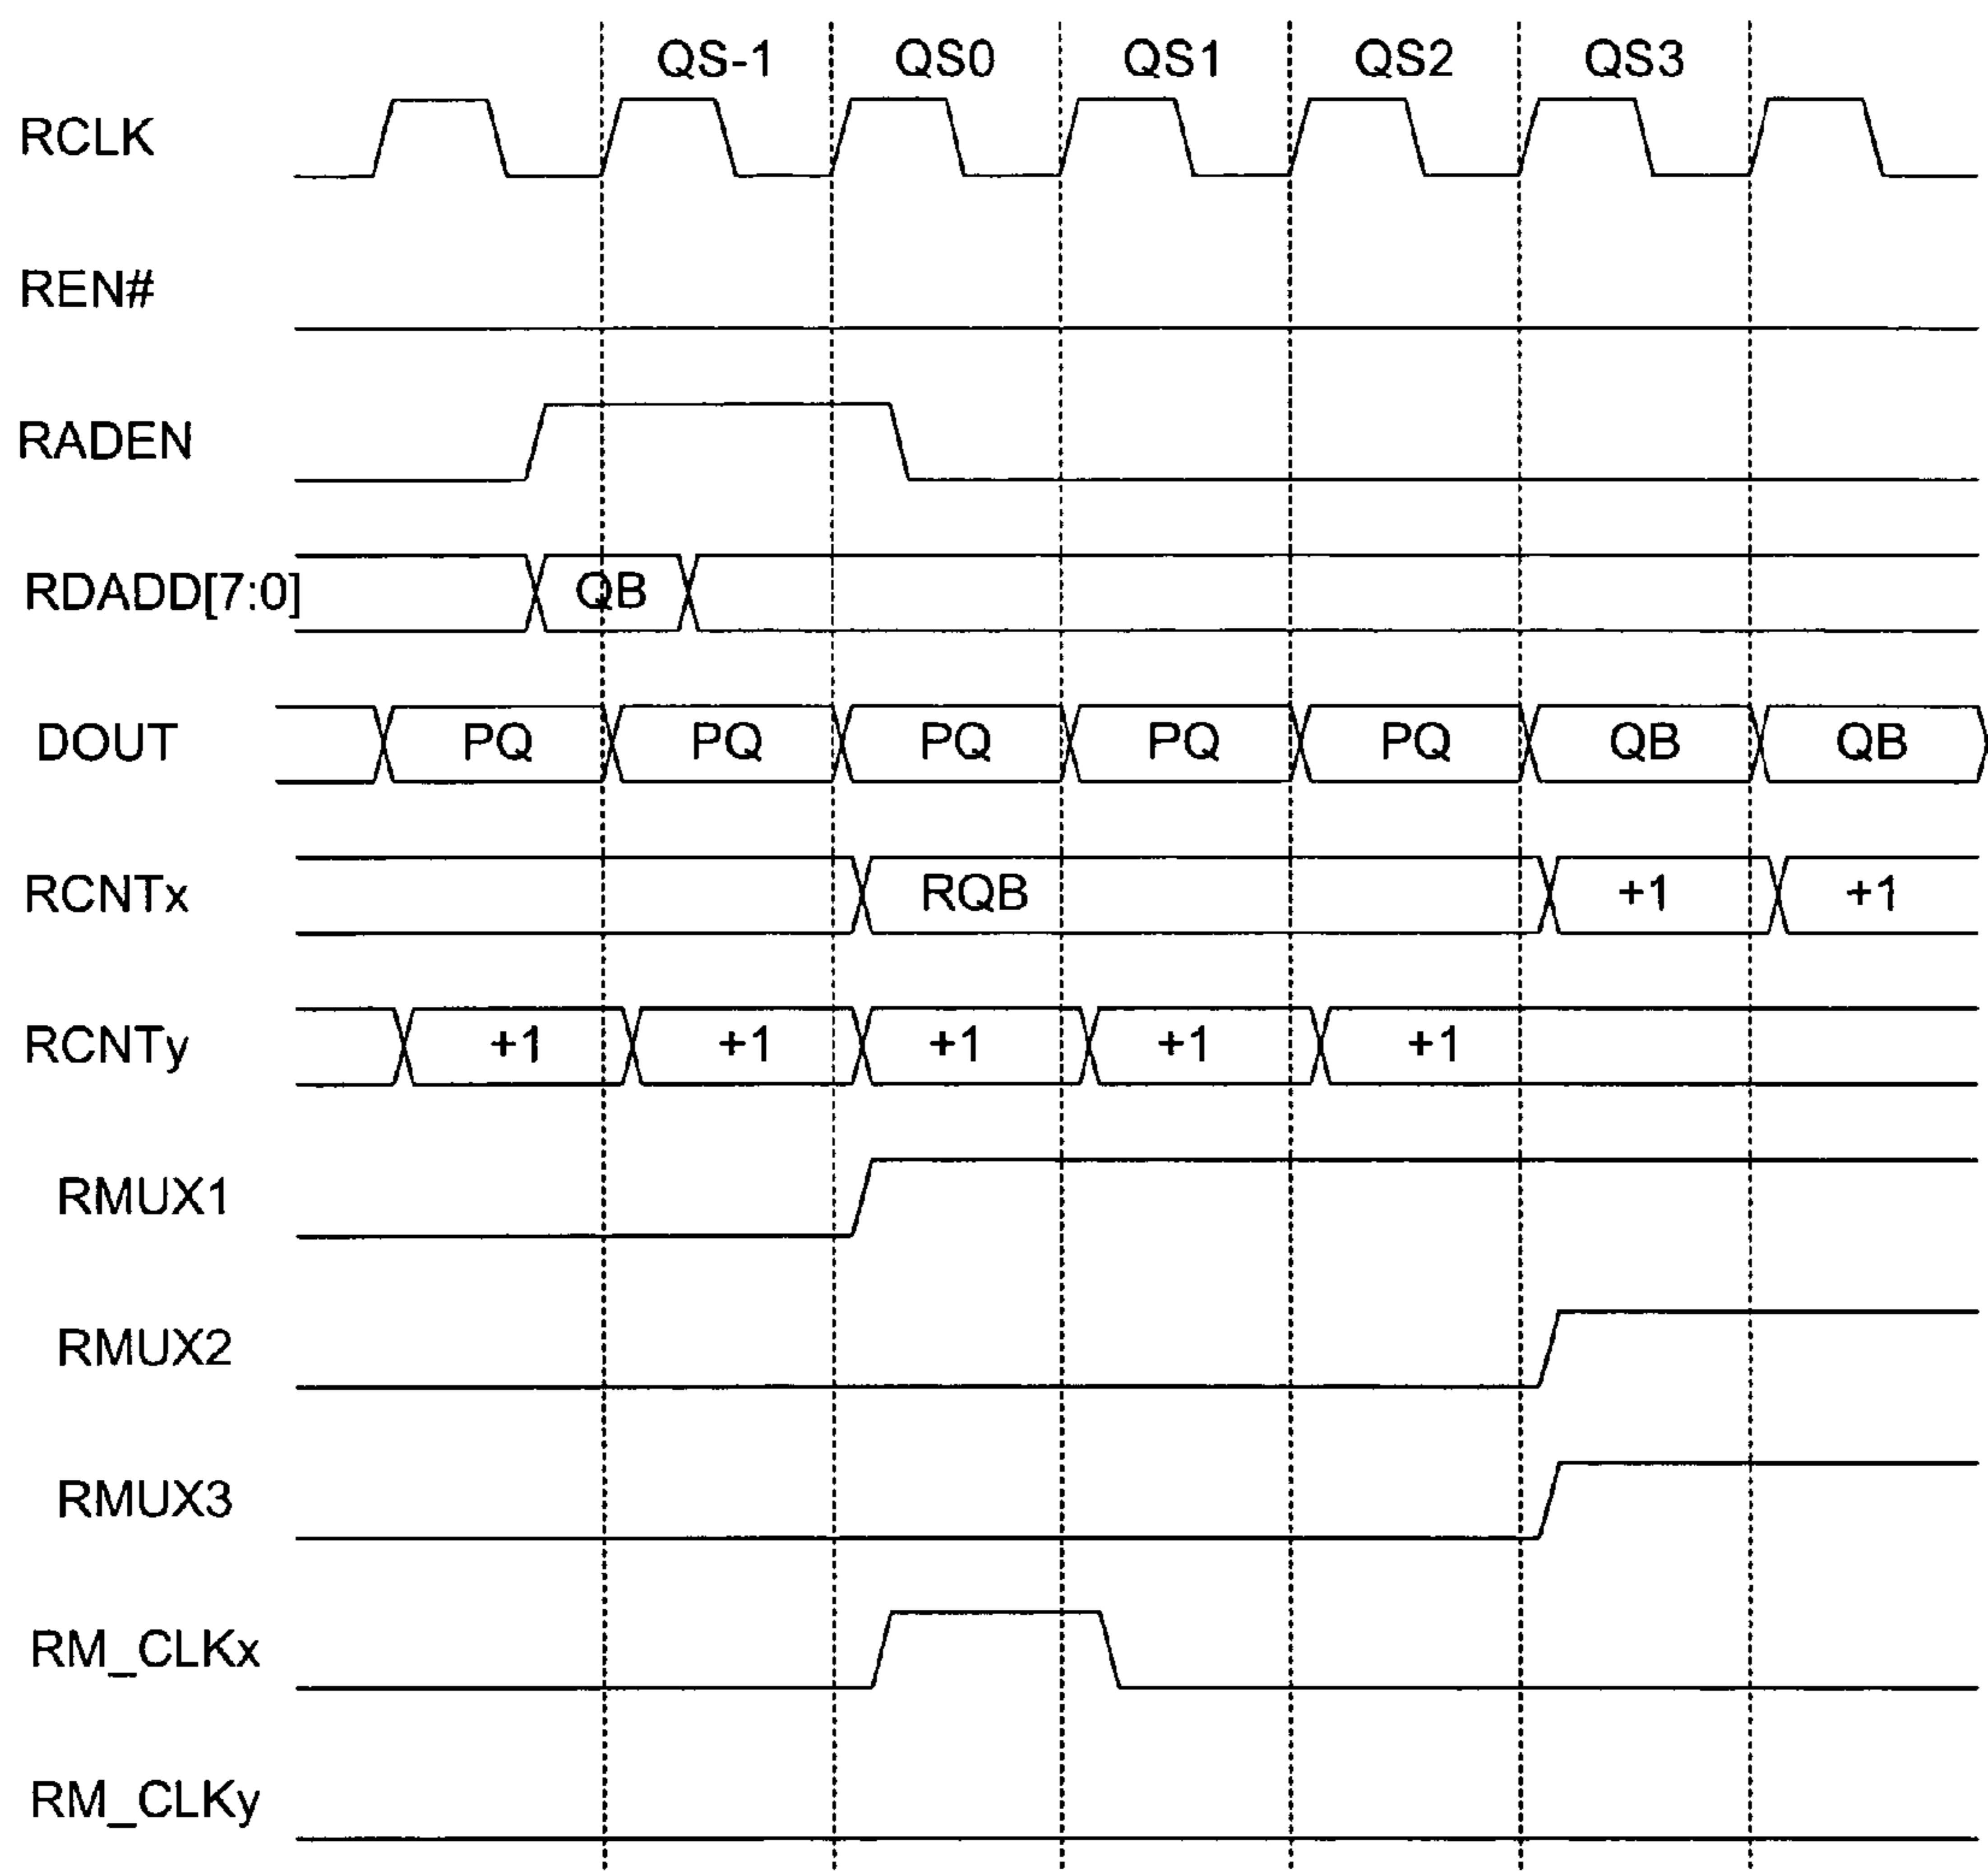 QS-1 QS0 QS1 QS2 QS3
RCLK
REN#
RADEN
RDADD[7:0] QB
DOUT PQ PQ PQ PQ PQ QB QB
RCNTx RQB +1 +1
RCNTy +1 +1 +1 +1 +1
RMUX1
RMUX2
RMUX3
RM_CLKx
RM_CLKy